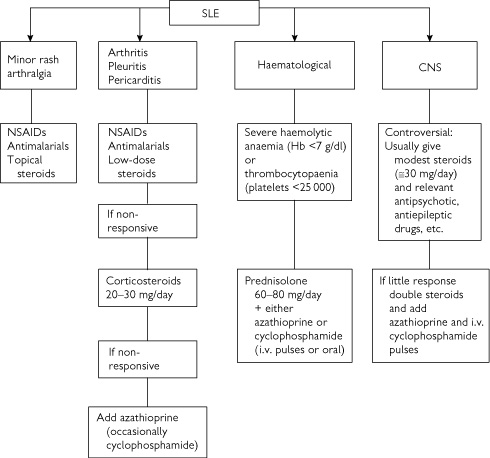 SLE
Minor rash
arthralgia
NSAIDs
Antimalarials
Topical
steroids
Arthritis
Pleuritis
Pericarditis
NSAIDs
Antimalarials
Low-dose
steroids
If non-
responsive
Corticosteroids
20–30 mg/day
If non-
responsive
Add azathioprine
(occasionally
cyclophosphamide)
Haematological
Severe haemolytic
anaemia (Hb <7 g/dl)
or
thrombocytopaenia
(platelets <25 000)
Prednisolone
60–80 mg/day
+ either
azathioprine or
cyclophosphamide
(i.v. pulses or oral)
CNS
Controversial:
Usually give
modest steroids
(≅30 mg/day)
and relevant
antipsychotic,
antiepileptic
drugs, etc.
If little response
double steroids
and add
azathioprine and i.v.
cyclophosphamide
pulses